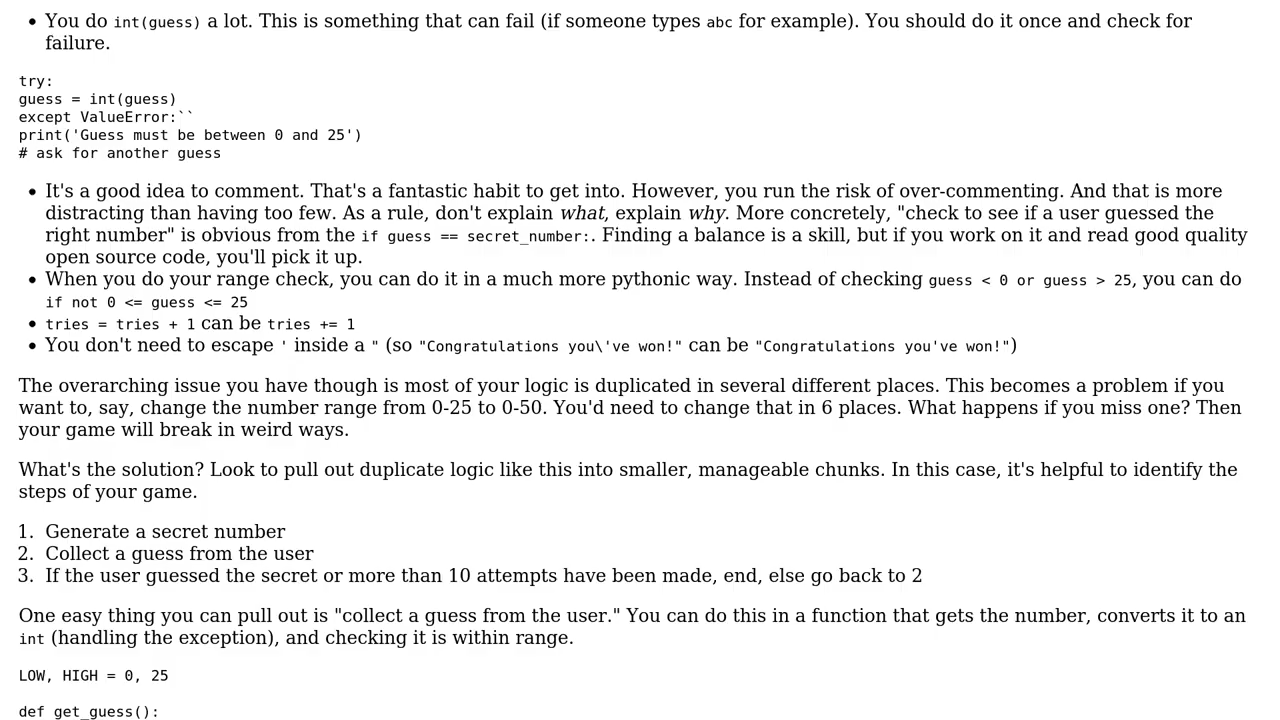 • You do int(guess) a lot. This is something that can fail (if someone types abc for example). You should do it once and check for
failure.
try:
guess = int(guess)
except ValueError:``
print('Guess must be between 0 and 25')
# ask for another guess
• It's a good idea to comment. That's a fantastic habit to get into. However, you run the risk of over-commenting. And that is more
distracting than having too few. As a rule, don't explain what, explain why. More concretely, "check to see if a user guessed the
right number" is obvious from the if guess == secret_number:. Finding a balance is a skill, but if you work on it and read good quality
open source code, you'll pick it up.
• When you do your range check, you can do it in a much more pythonic way. Instead of checking guess < 0 or guess > 25, you can do
if not 0 <= guess <= 25
• tries = tries + 1 can be tries += 1
• You don't need to escape ' inside a " (so "Congratulations you\'ve won!" can be "Congratulations you've won!")
The overarching issue you have though is most of your logic is duplicated in several different places. This becomes a problem if you
want to, say, change the number range from 0-25 to 0-50. You'd need to change that in 6 places. What happens if you miss one? Then
your game will break in weird ways.
What's the solution? Look to pull out duplicate logic like this into smaller, manageable chunks. In this case, it's helpful to identify the
steps of your game.
1. Generate a secret number
2. Collect a guess from the user
3. If the user guessed the secret or more than 10 attempts have been made, end, else go back to 2
One easy thing you can pull out is "collect a guess from the user." You can do this in a function that gets the number, converts it to an
int (handling the exception), and checking it is within range.
LOW, HIGH = 0, 25
def get_guess():